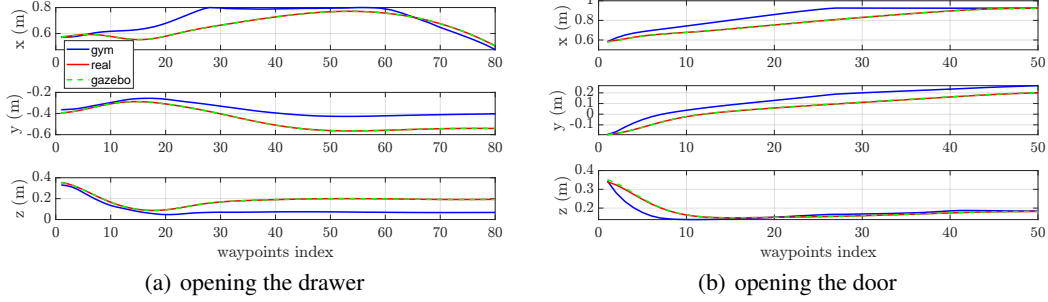 0.8
x (m)
0.6
0 10 20 30 40 50 60 70 80
gym
real
gazebo
-0.2
y (m)
-0.4
-0.6
0 10 20 30 40 50 60 70 80
0.4
z (m)
0.2
0
0 10 20 30 40 50 60 70 80
waypoints index
(a) opening the drawer
1
x (m)
0.8
0.6
0 10 20 30 40 50
0.2
y (m)
0.1
0
-0.1
0 10 20 30 40 50
0.4
z (m)
0.2
0 10 20 30 40 50
waypoints index
(b) opening the door